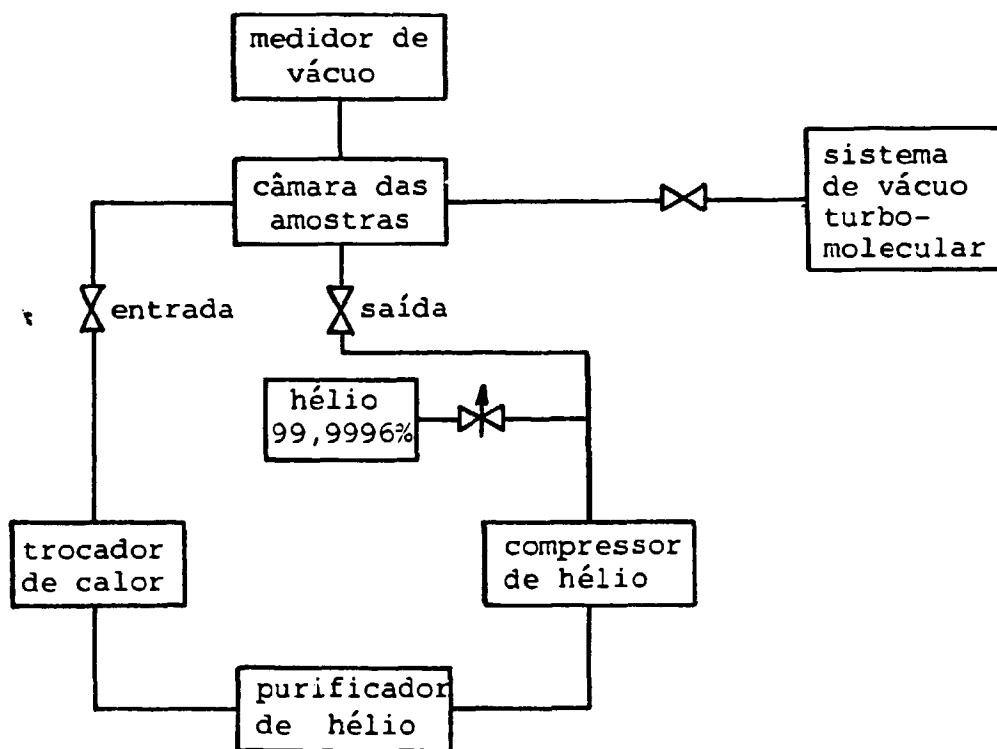 medidor de
vácuo
câmara das
amostras
sistema
de vácuo
turbo-
molecular
entrada
saída
hélio
99,9996%
trocador
de calor
compressor
de hélio
purificador
de hélio